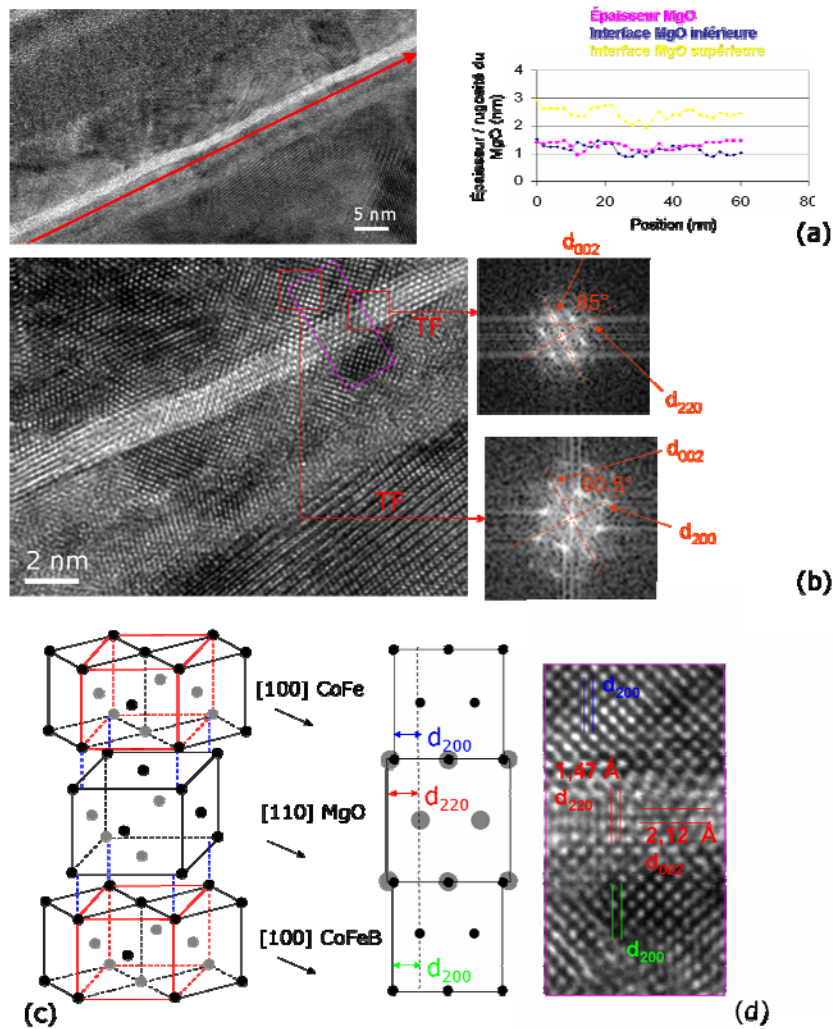 Épaisseur MgO
Interface MgO inférieure
Interface MgO supérieure
Épaisseur / rugosité du
MgO (nm)
4
3
2
1
0
0
20
40
60
80
Position (nm)
5 nm
(a)
d002
85°
TF
d220
d002
90.5°
TF
d200
2 nm
(b)
[100] CoFe
d200
d200
1,47 Å
d220
[110] MgO
d220
2,12 Å
d002
[100] CoFeB
d200
d200
(c)
(d)